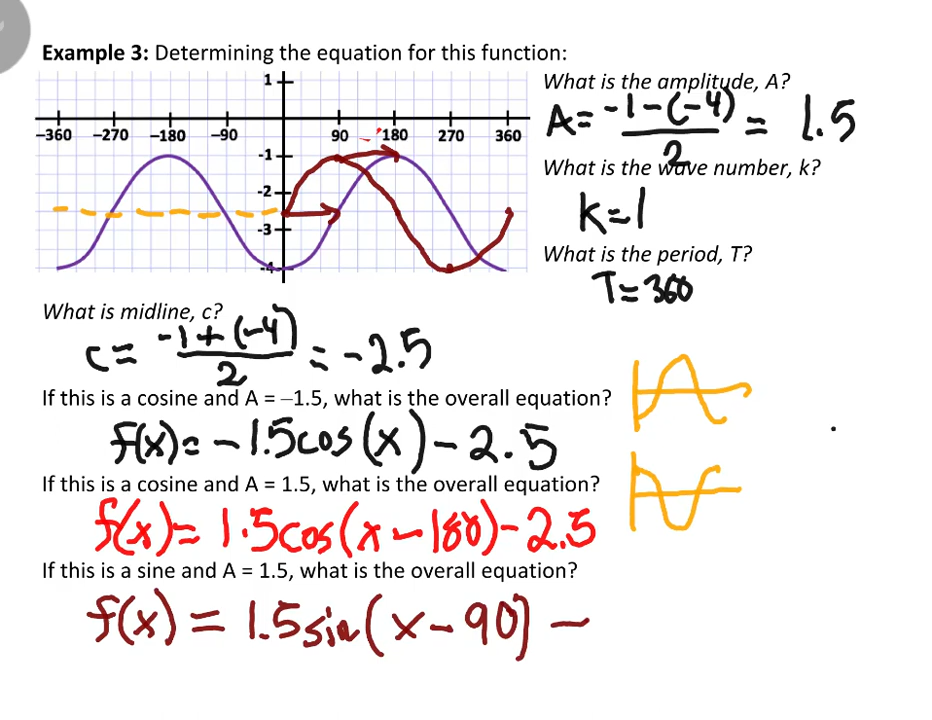 Example 3: Determining the equation for this function:
1
-360 -270 -180 -90 90 180 270 360
-1
-2
-3
-4
What is the amplitude, A?
A = -1-(-4)/2 = 1.5
What is the wave number, k?
K=1
What is the period, T?
T=360
What is midline, c?
c = -1+(-4)/2 = -2.5
If this is a cosine and A = -1.5, what is the overall equation?
f(x)= -1.5cos(x)-2.5
If this is a cosine and A = 1.5, what is the overall equation?
f(x)= 1.5cos(x-180)-2.5
If this is a sine and A = 1.5, what is the overall equation?
f(x) = 1.5sin(x-90) -